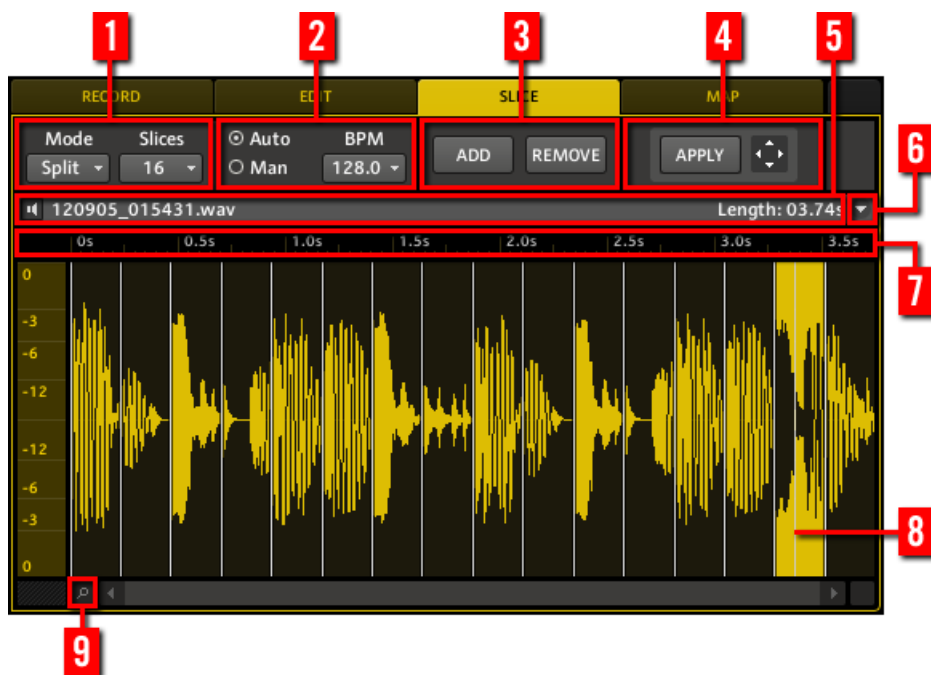 1 2 3 4 5
RECORD EDIT SLICE MAP
Mode Slices Auto BPM
Split 16 Man 128.0
ADD REMOVE APPLY
6
120905_015431.wav Length: 03.74s
0s 0.5s 1.0s 1.5s 2.0s 2.5s 3.0s 3.5s
7
0
-3
-6
-12
-12
-6
-3
0
8
9